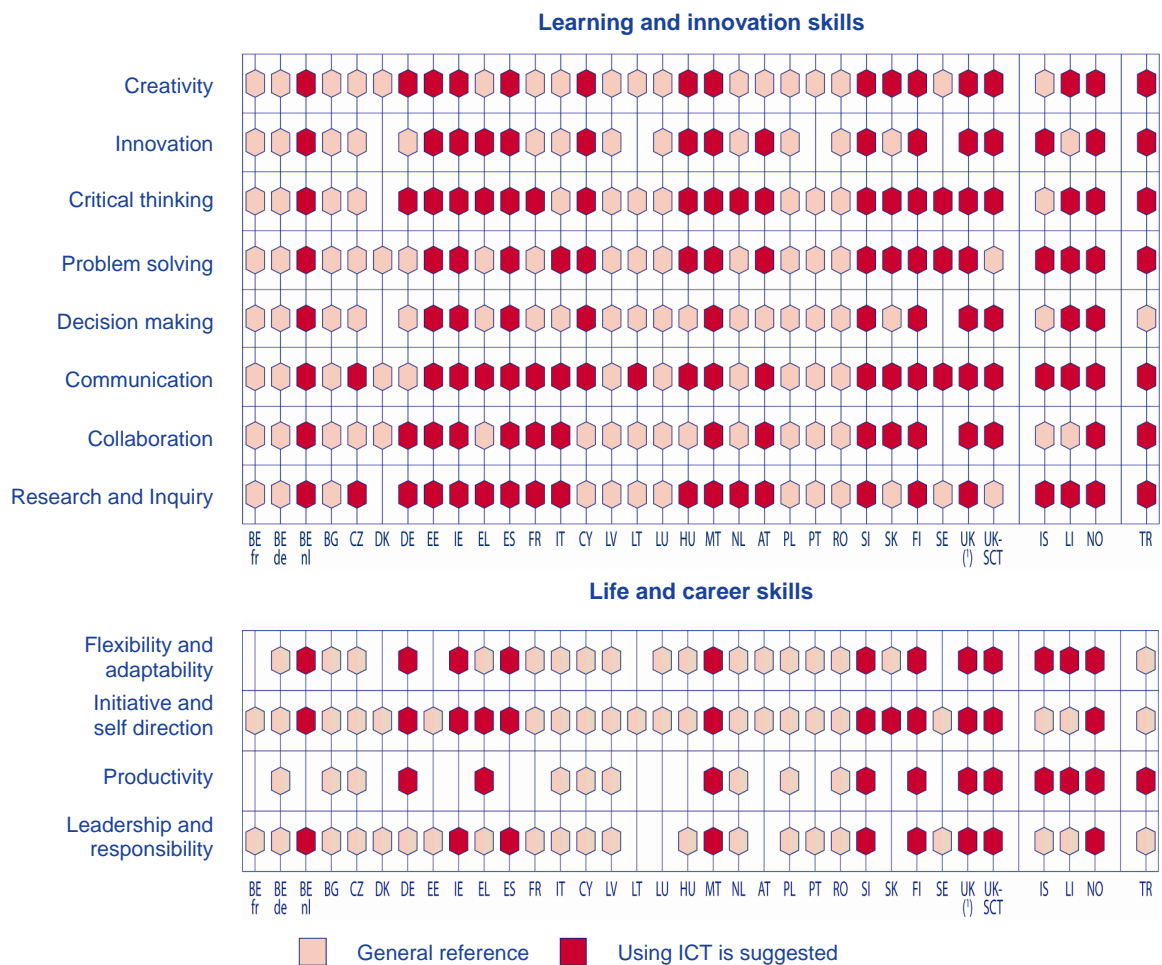 Learning and innovation skills
Creativity
Innovation
Critical thinking
Problem solving
Decision making
Communication
Collaboration
Research and Inquiry
BE fr BE de BE nl BG CZ DK DE EE IE EL ES FR IT CY LV LT LU HU MT NL AT PL PT RO SI SK FI SE UK (¹) UK-SCT IS LI NO TR
Life and career skills
Flexibility and
adaptability
Initiative and
self direction
Productivity
Leadership and
responsibility
BE fr BE de BE nl BG CZ DK DE EE IE EL ES FR IT CY LV LT LU HU MT NL AT PL PT RO SI SK FI SE UK (¹) UK-SCT IS LI NO TR
General reference Using ICT is suggested